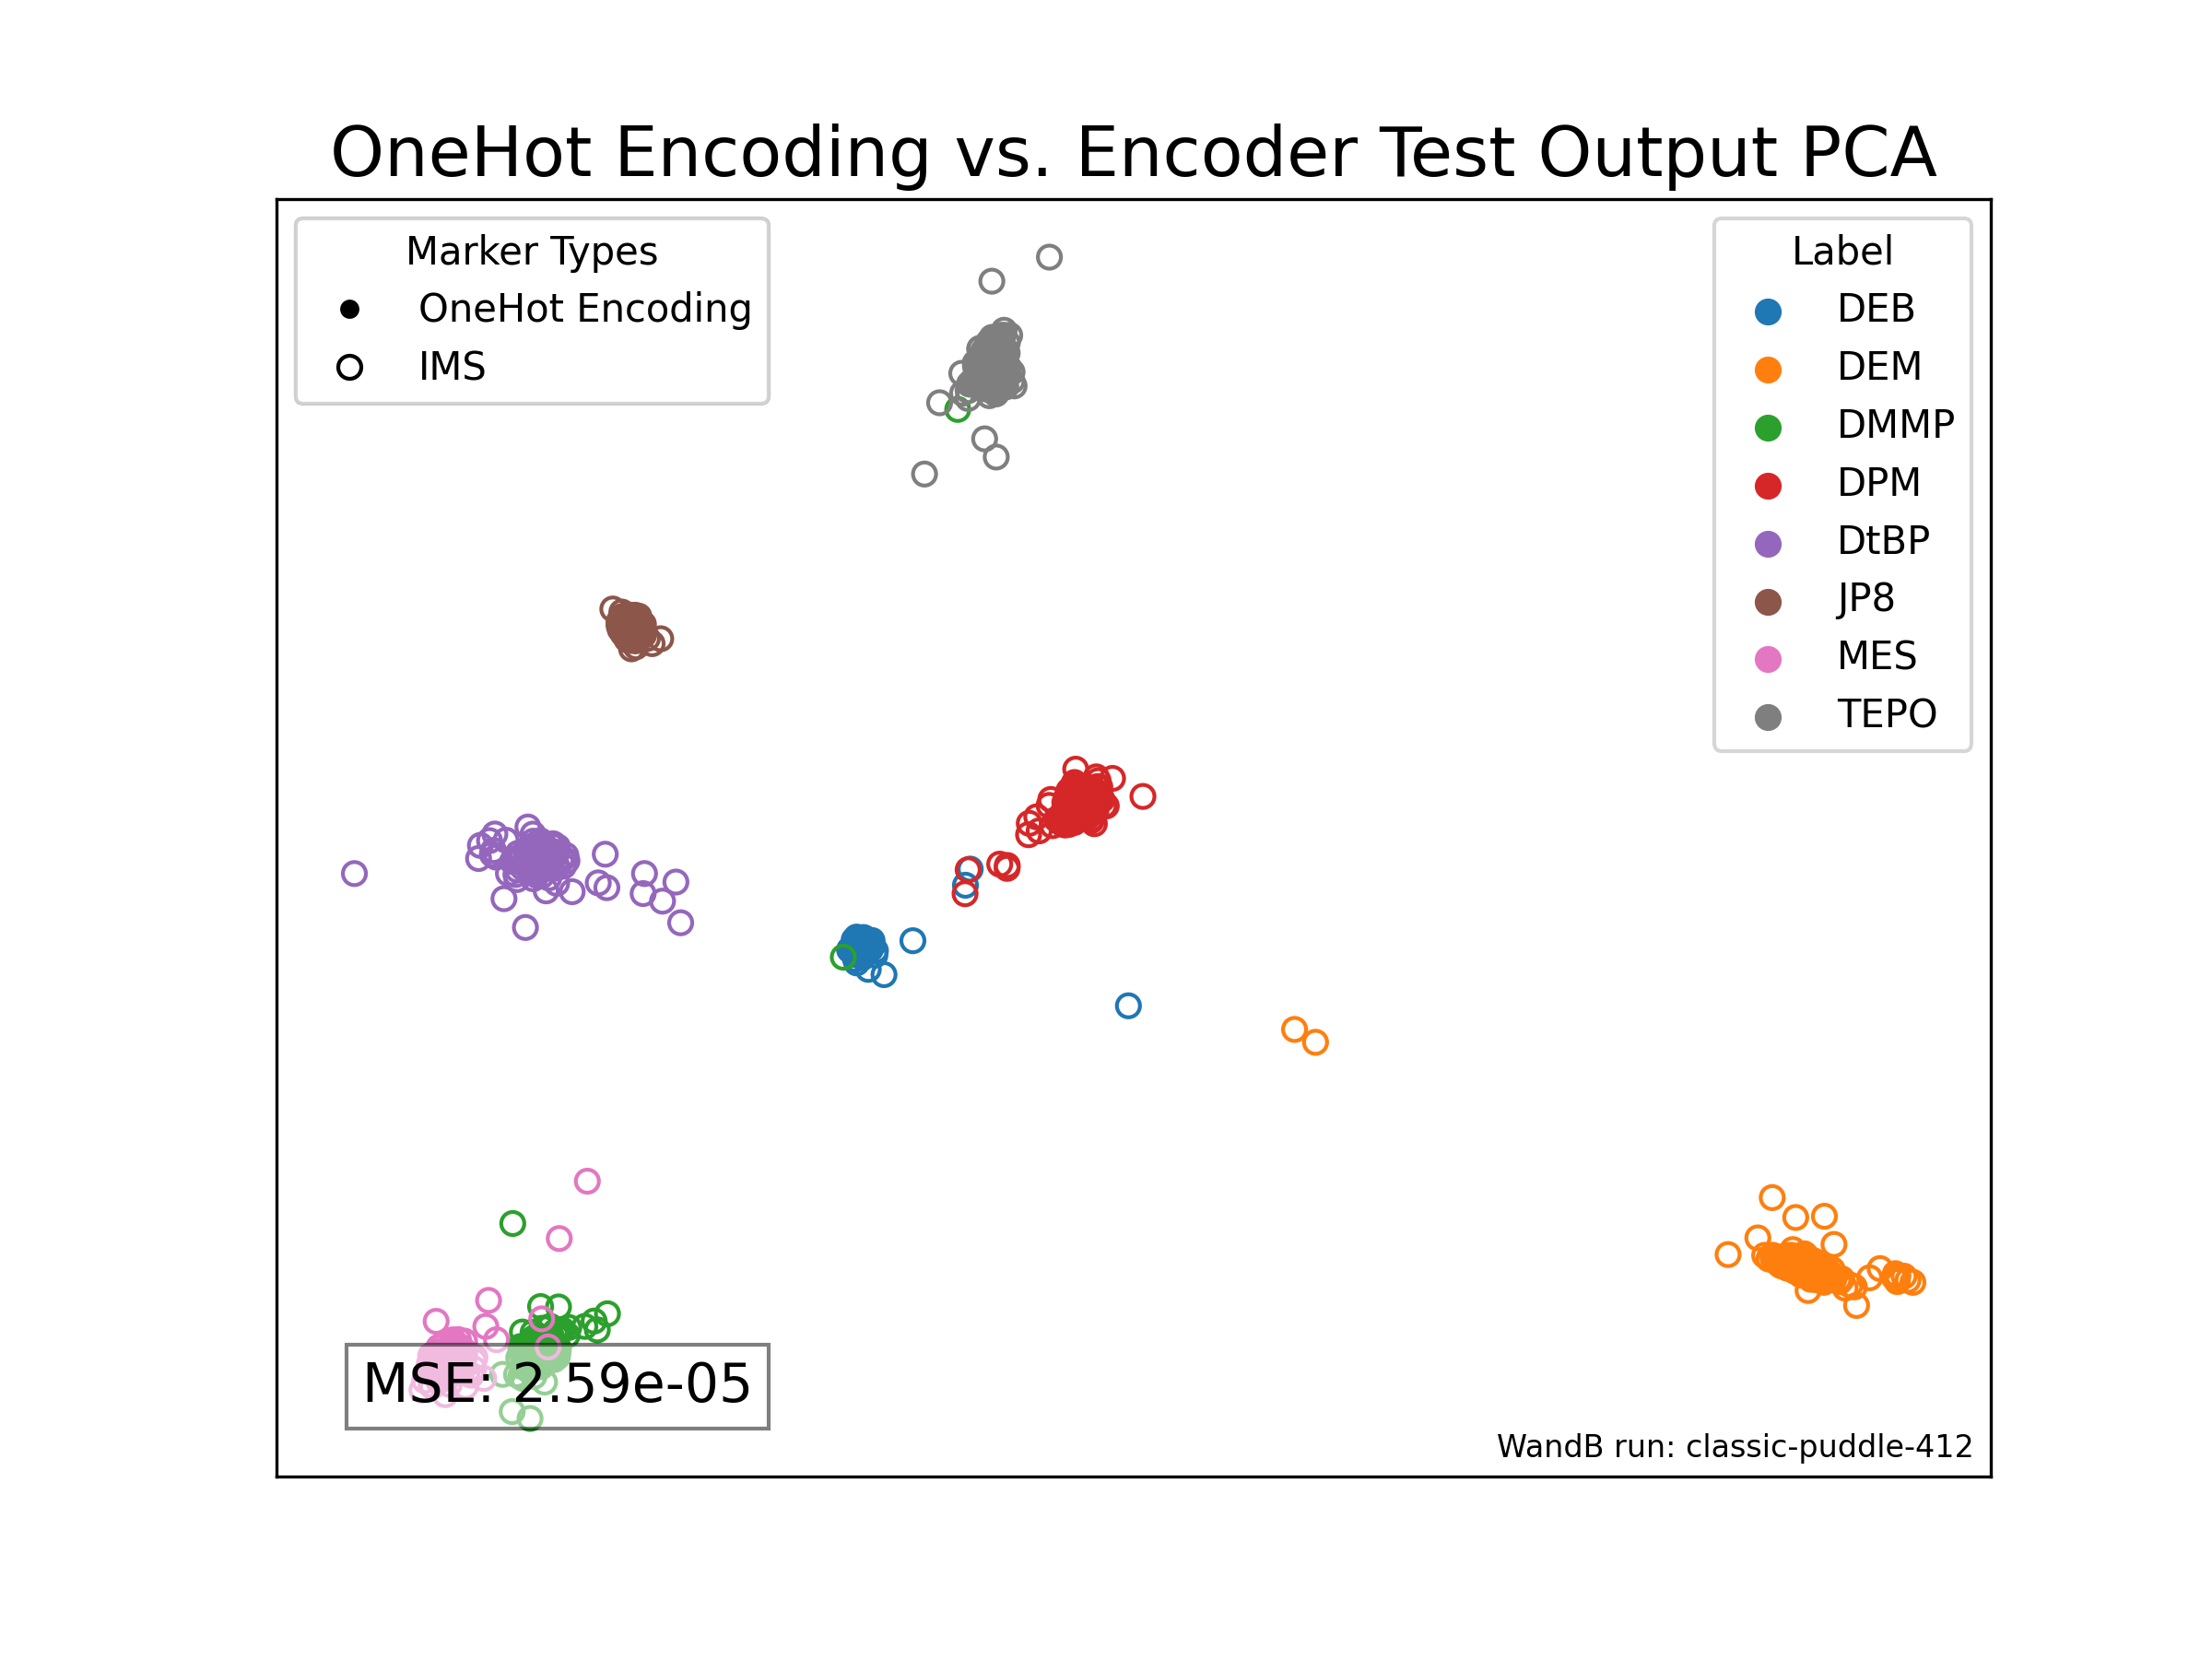 OneHot Encoding vs. Encoder Test Output PCA
Marker Types
OneHot Encoding
IMS
Label
DEB
DEM
DMMP
DPM
DtBP
JP8
MES
TEPO
MSE: 2.59e-05
WandB run: classic-puddle-412